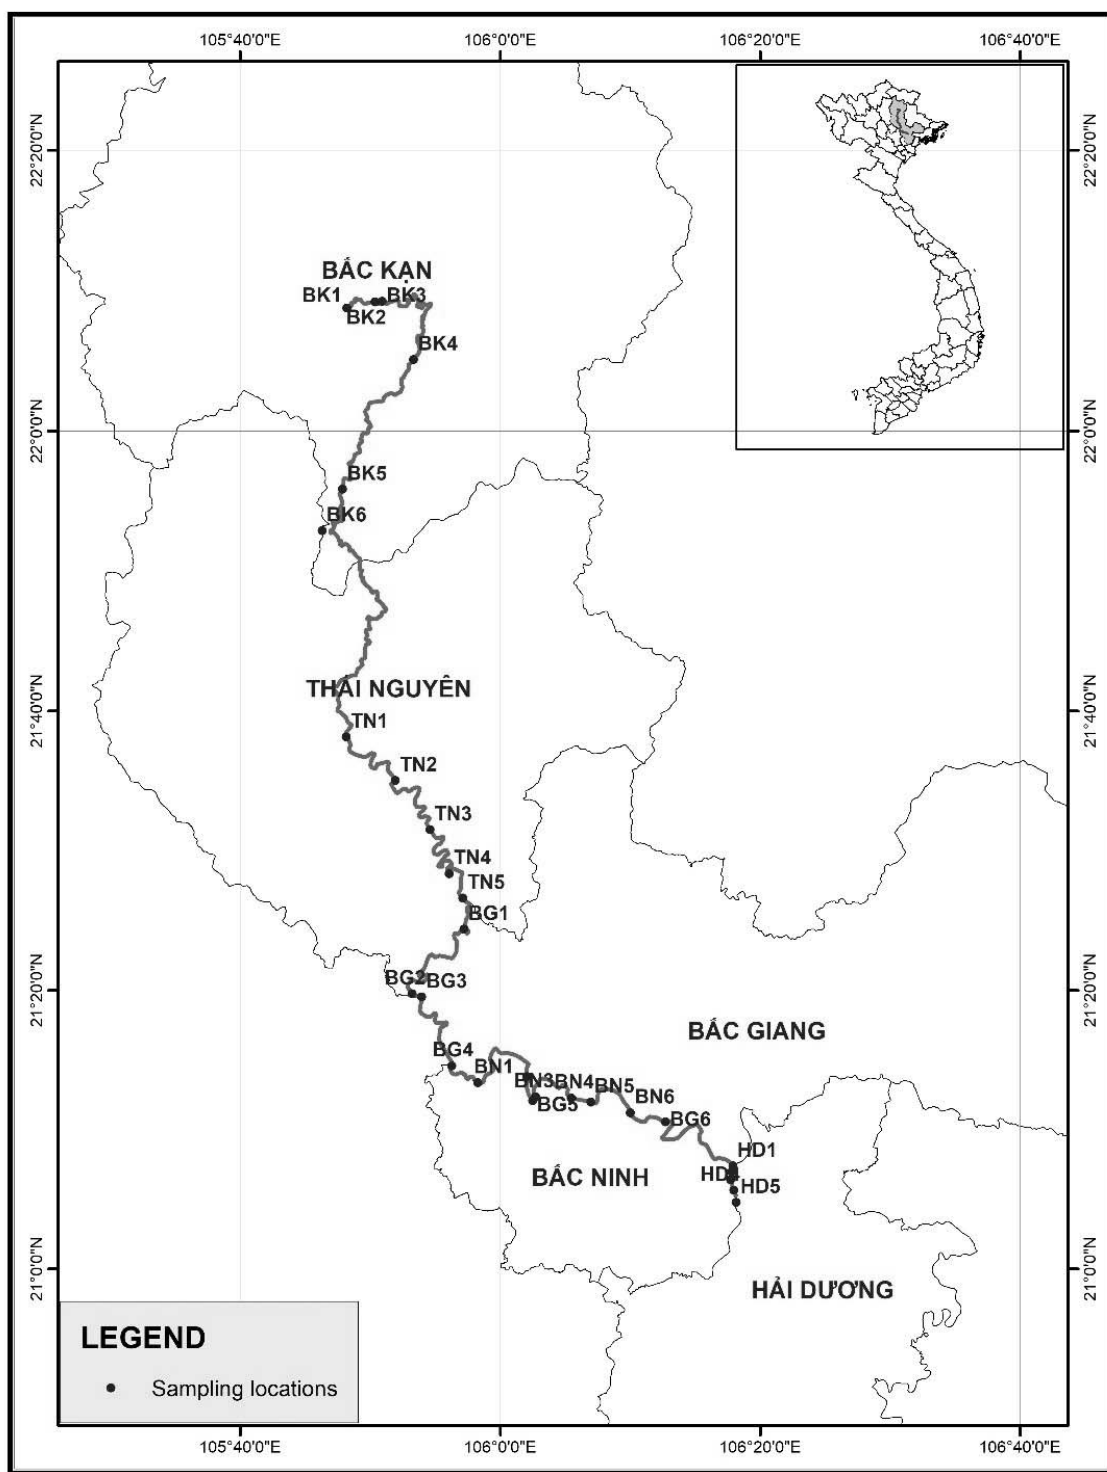 105°40'0"E 106°0'0"E 106°20'0"E 106°40'0"E
22°20'0"N 22°20'0"N
BẮC KẠN
BK1 BK3
BK2
BK4
22°0'0"N 22°0'0"N
BK5
BK6
THÁI NGUYÊN
21°40'0"N 21°40'0"N
TN1
TN2
TN3
TN4
TN5
BG1
BG2 BG3
21°20'0"N 21°20'0"N
BẮC GIANG
BG4
BN1
BN3 BN4 BN5
BG5
BN6
BG6
HD1
HD5
BẮC NINH
21°0'0"N 21°0'0"N
HẢI DƯƠNG
LEGEND
Sampling locations
105°40'0"E 106°0'0"E 106°20'0"E 106°40'0"E